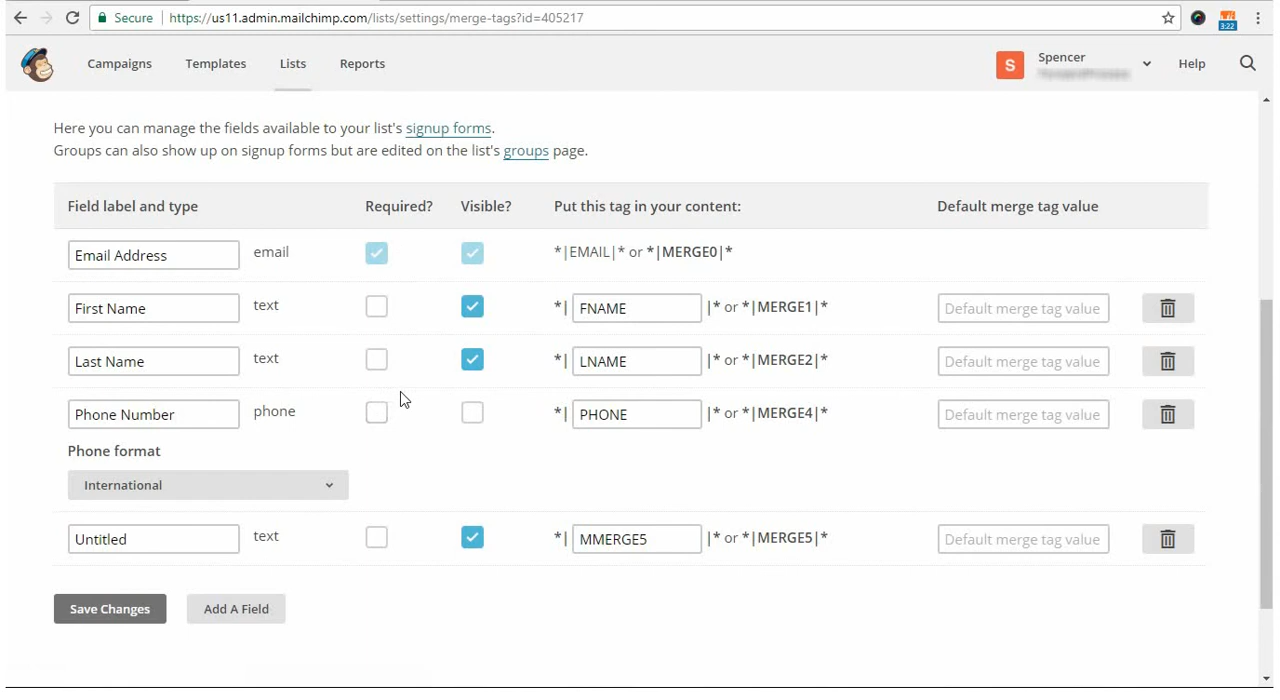 Secure https://us11.admin.mailchimp.com/lists/settings/merge-tags?id=405217
3:22
Campaigns Templates Lists Reports S Spencer Help
Here you can manage the fields available to your list's signup forms.
Groups can also show up on signup forms but are edited on the list's groups page.
Field label and type Required? Visible? Put this tag in your content: Default merge tag value
Email Address email *|EMAIL|* or *|MERGE0|*
First Name text *| FNAME |* or *|MERGE1|* Default merge tag value
Last Name text *| LNAME |* or *|MERGE2|* Default merge tag value
Phone Number phone *| PHONE |* or *|MERGE4|* Default merge tag value
Phone format
International
Untitled text *| MMERGE5 |* or *|MERGE5|* Default merge tag value
Save Changes Add A Field